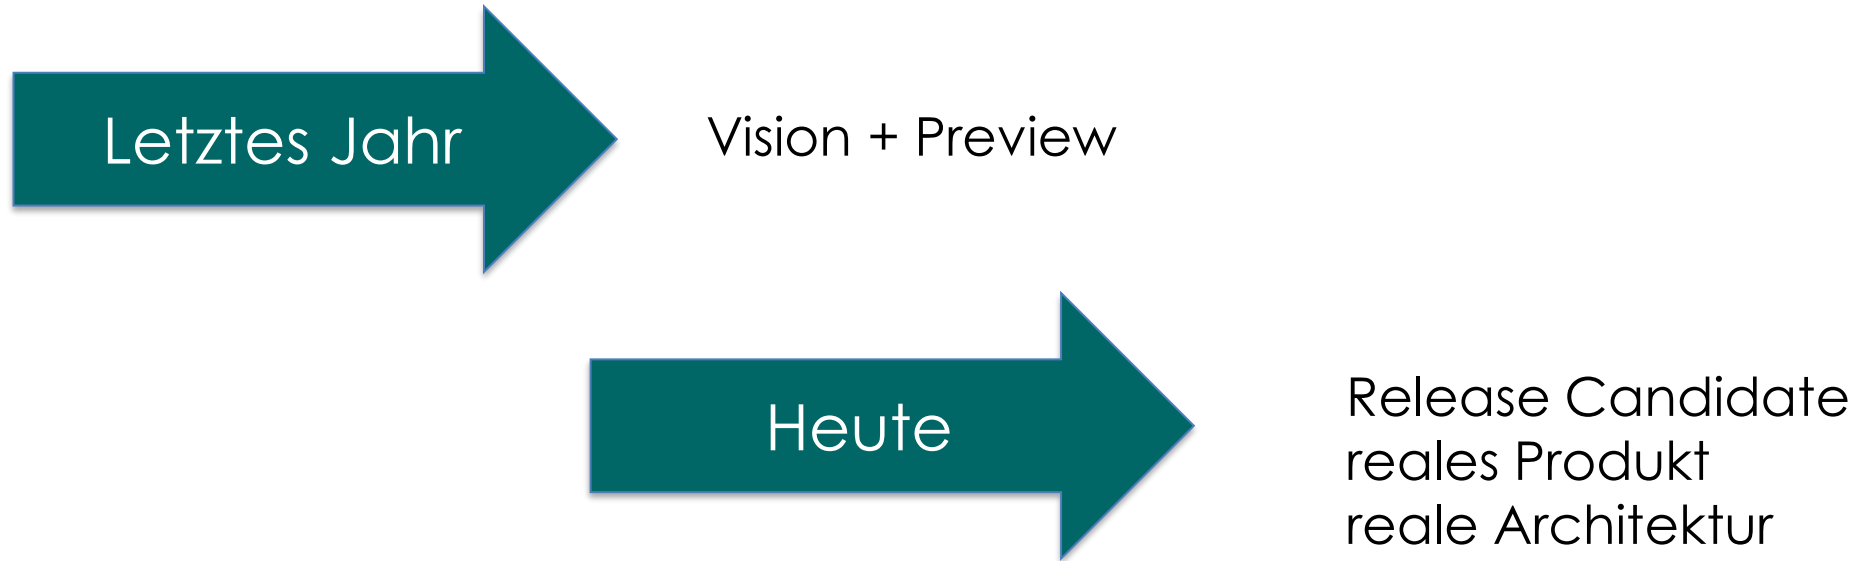 Letztes Jahr
Vision + Preview
Heute
Release Candidate
reales Produkt
reale Architektur